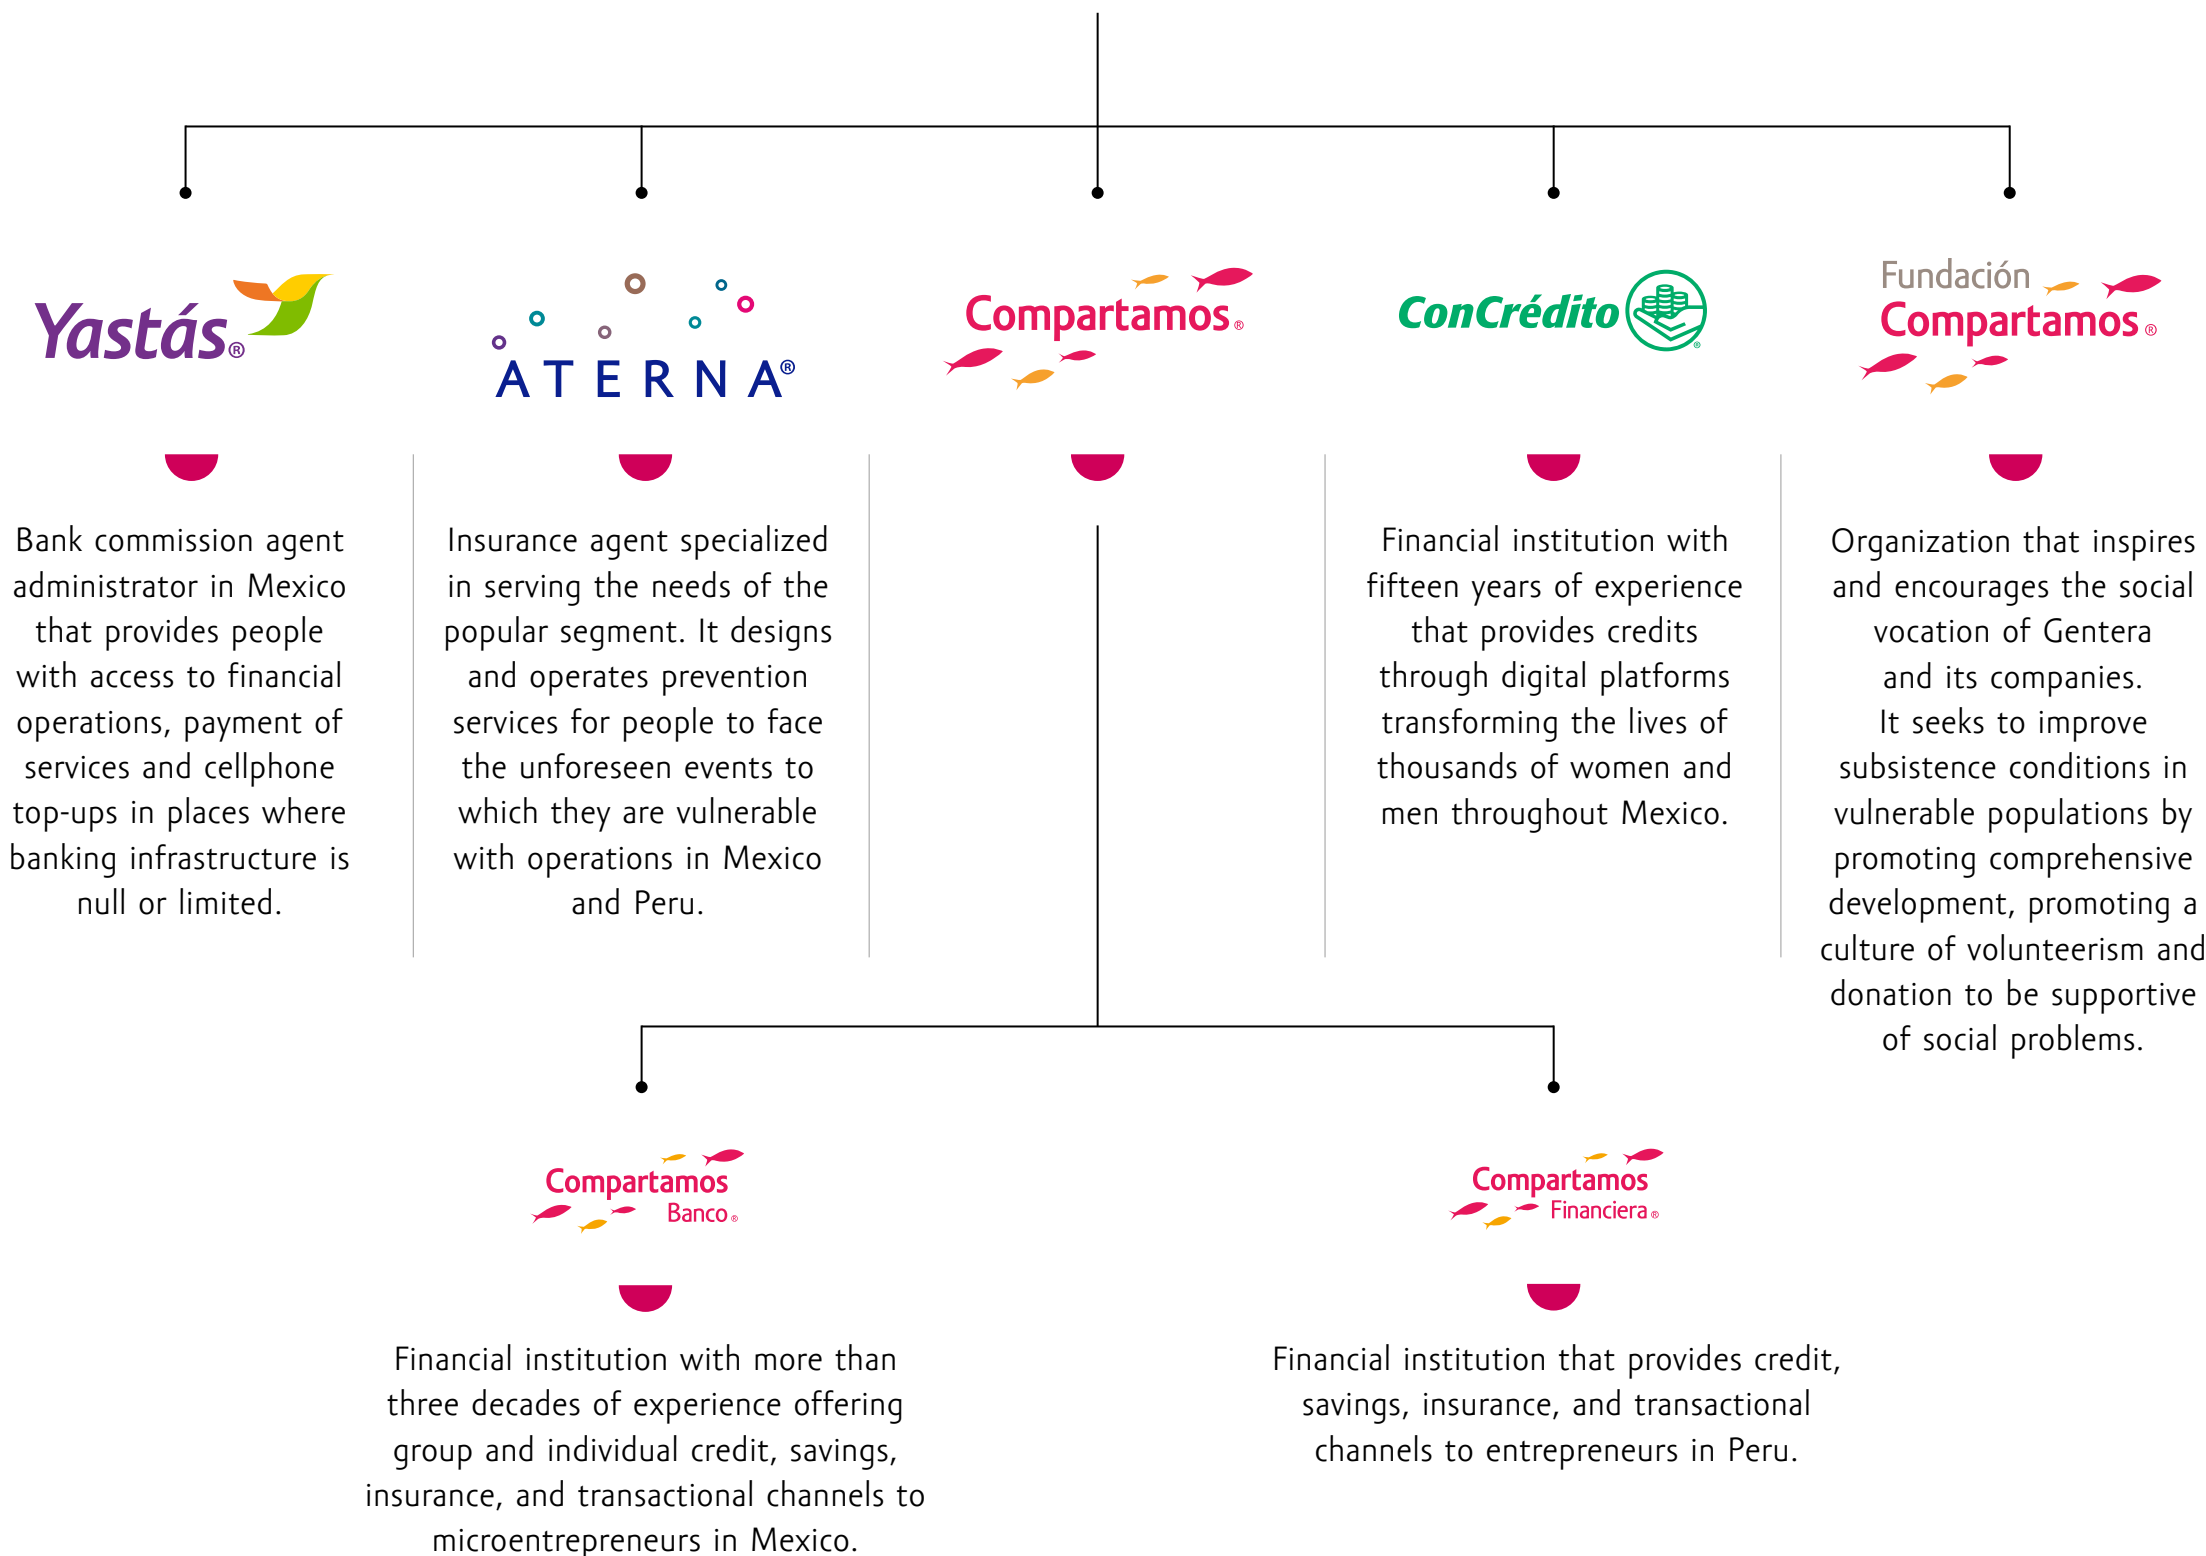 Yastás®
ATERNA®
Compartamos®
ConCrédito®
Fundación
Compartamos®
Bank commission agent
administrator in Mexico
that provides people
with access to financial
operations, payment of
services and cellphone
top-ups in places where
banking infrastructure is
null or limited.
Insurance agent specialized
in serving the needs of the
popular segment. It designs
and operates prevention
services for people to face
the unforeseen events to
which they are vulnerable
with operations in Mexico
and Peru.
Financial institution with
fifteen years of experience
that provides credits
through digital platforms
transforming the lives of
thousands of women and
men throughout Mexico.
Organization that inspires
and encourages the social
vocation of Gentera
and its companies.
It seeks to improve
subsistence conditions in
vulnerable populations by
promoting comprehensive
development, promoting a
culture of volunteerism and
donation to be supportive
of social problems.
Compartamos
Banco®
Financial institution with more than
three decades of experience offering
group and individual credit, savings,
insurance, and transactional channels to
microentrepreneurs in Mexico.
Compartamos
Financiera®
Financial institution that provides credit,
savings, insurance, and transactional
channels to entrepreneurs in Peru.